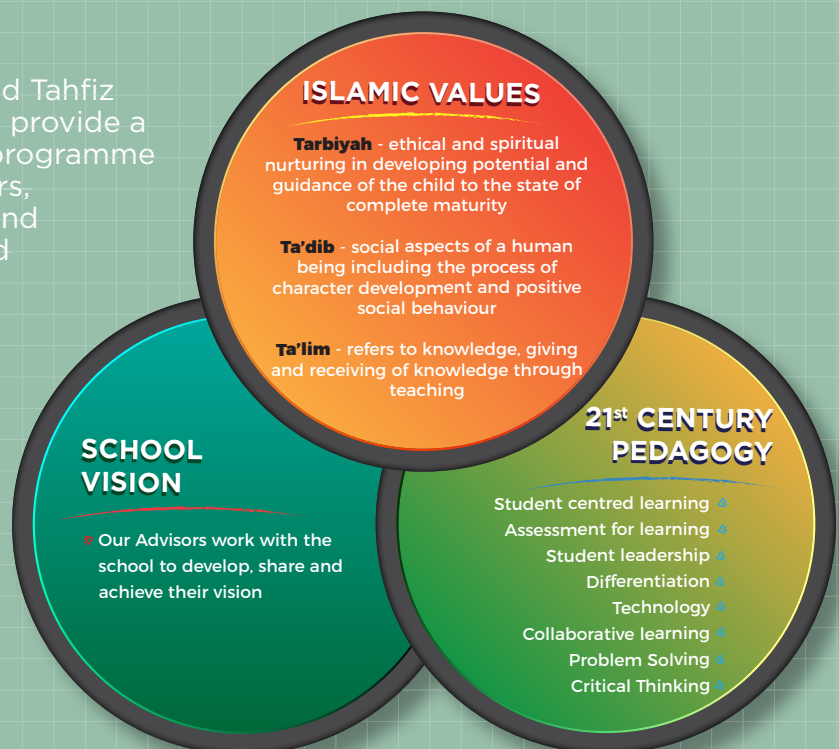 d Tahfiz
provide a
programme
rs,
nd
d
ISLAMIC VALUES
Tarbiyah - ethical and spiritual
nurturing in developing potential and
guidance of the child to the state of
complete maturity
Ta'dib - social aspects of a human
being including the process of
character development and positive
social behaviour
Ta'lim - refers to knowledge, giving
and receiving of knowledge through
teaching
SCHOOL
VISION
Our Advisors work with the
school to develop, share and
achieve their vision
21st CENTURY
PEDAGOGY
Student centred learning
Assessment for learning
Student leadership
Differentiation
Technology
Collaborative learning
Problem Solving
Critical Thinking